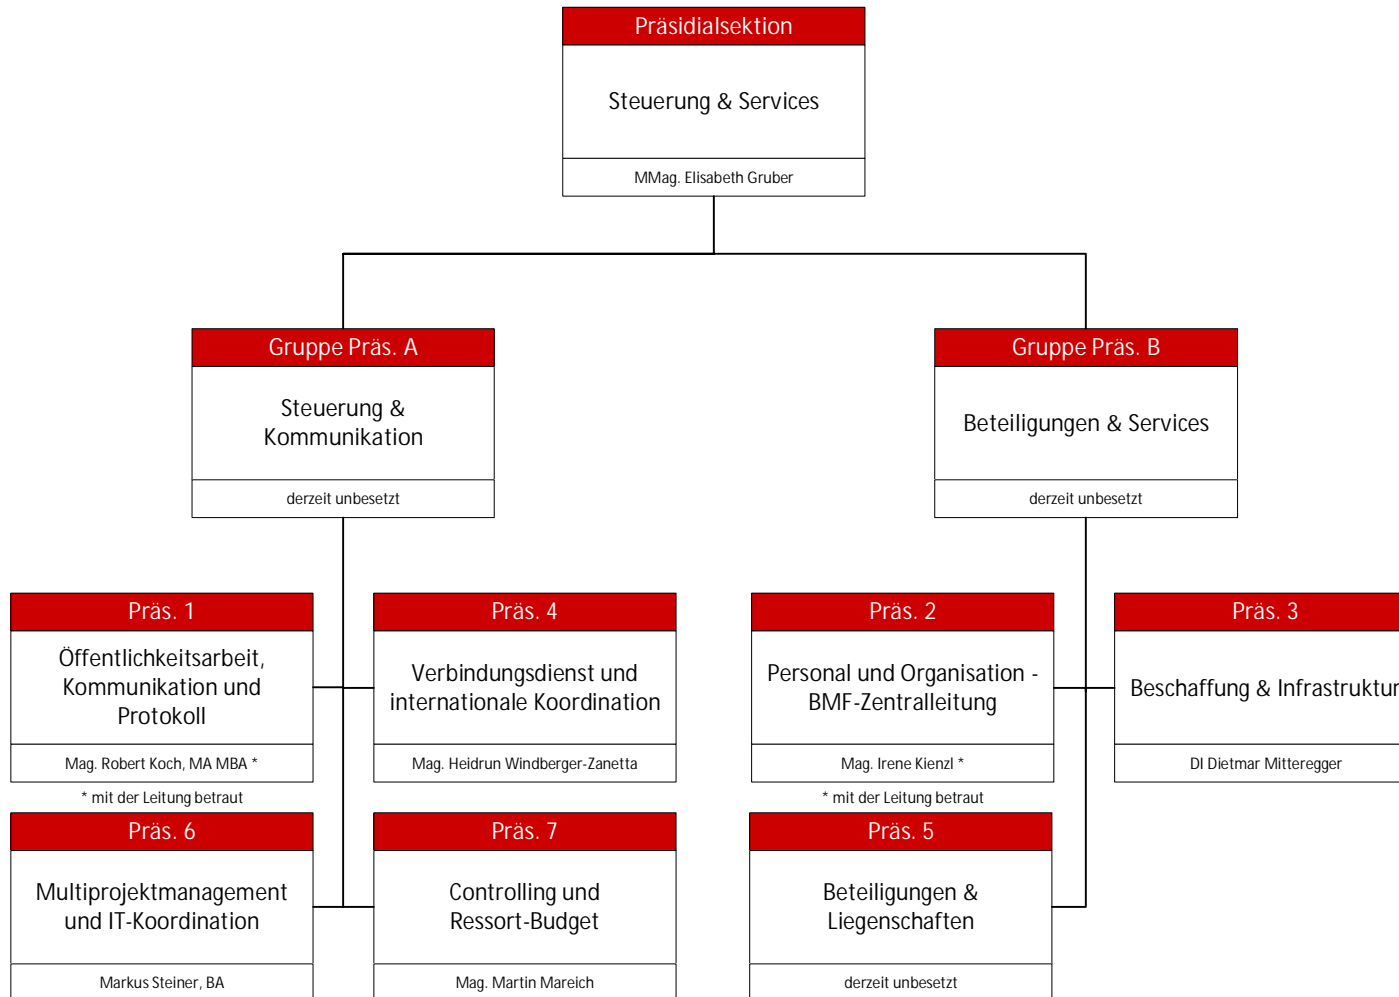 Präsidialsektion
Steuerung & Services
MMag. Elisabeth Gruber
Gruppe Präs. A
Steuerung &
Kommunikation
derzeit unbesetzt
Gruppe Präs. B
Beteiligungen & Services
derzeit unbesetzt
Präs. 1
Öffentlichkeitsarbeit,
Kommunikation und
Protokoll
Mag. Robert Koch, MA MBA *
* mit der Leitung betraut
Präs. 4
Verbindungsdienst und
internationale Koordination
Mag. Heidrun Windberger-Zanetta
Präs. 2
Personal und Organisation -
BMF-Zentralleitung
Mag. Irene Kienzl *
* mit der Leitung betraut
Präs. 3
Beschaffung & Infrastruktur
DI Dietmar Mitteregger
Präs. 6
Multiprojektmanagement
und IT-Koordination
Markus Steiner, BA
Präs. 7
Controlling und
Ressort-Budget
Mag. Martin Mareich
Präs. 5
Beteiligungen &
Liegenschaften
derzeit unbesetzt